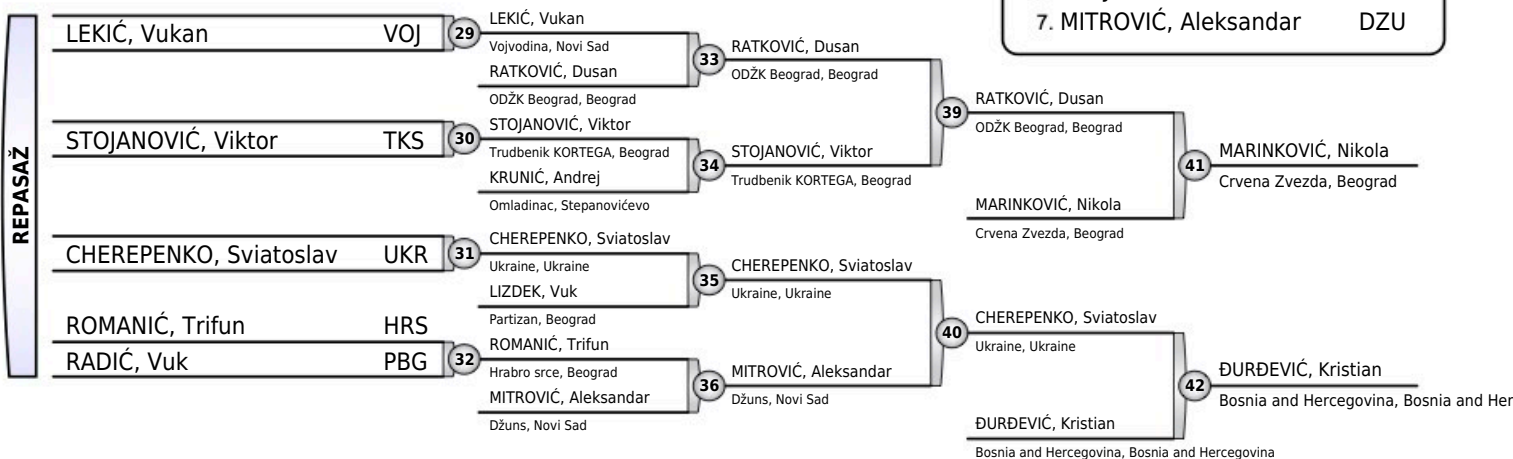 7. MITROVIĆ, Aleksandar DZU
REPASAŽ
LEKIĆ, Vukan VOJ
STOJANOVIĆ, Viktor TKS
CHEREPENKO, Sviatoslav UKR
ROMANIĆ, Trifun HRS
RADIĆ, Vuk PBG
29
30
31
32
LEKIĆ, Vukan
Vojvodina, Novi Sad
RATKOVIĆ, Dusan
ODŽK Beograd, Beograd
STOJANOVIĆ, Viktor
Trudbenik KORTEGA, Beograd
KRUNIĆ, Andrej
Omladinac, Stepanovićevo
CHEREPENKO, Sviatoslav
Ukraine, Ukraine
LIZDEK, Vuk
Partizan, Beograd
ROMANIĆ, Trifun
Hrabro srce, Beograd
MITROVIĆ, Aleksandar
Džuns, Novi Sad
33
34
35
36
RATKOVIĆ, Dusan
ODŽK Beograd, Beograd
STOJANOVIĆ, Viktor
Trudbenik KORTEGA, Beograd
CHEREPENKO, Sviatoslav
Ukraine, Ukraine
MITROVIĆ, Aleksandar
Džuns, Novi Sad
39
40
RATKOVIĆ, Dusan
ODŽK Beograd, Beograd
MARINKOVIĆ, Nikola
Crvena Zvezda, Beograd
CHEREPENKO, Sviatoslav
Ukraine, Ukraine
ĐURĐEVIĆ, Kristian
Bosnia and Hercegovina, Bosnia and Hercegovina
41
42
MARINKOVIĆ, Nikola
Crvena Zvezda, Beograd
ĐURĐEVIĆ, Kristian
Bosnia and Hercegovina, Bosnia and Her